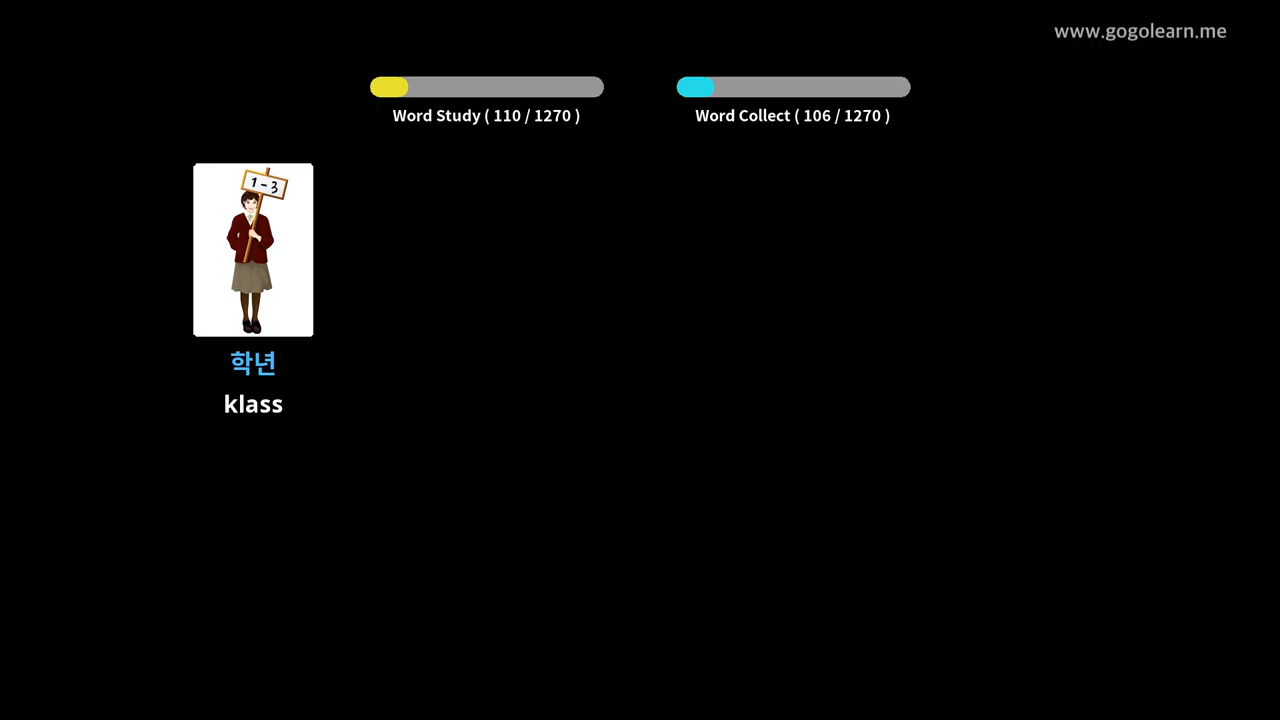 www.gogolearn.me
Word Study ( 110 / 1270 )
Word Collect ( 106 / 1270 )
1 - 3
학년
klass